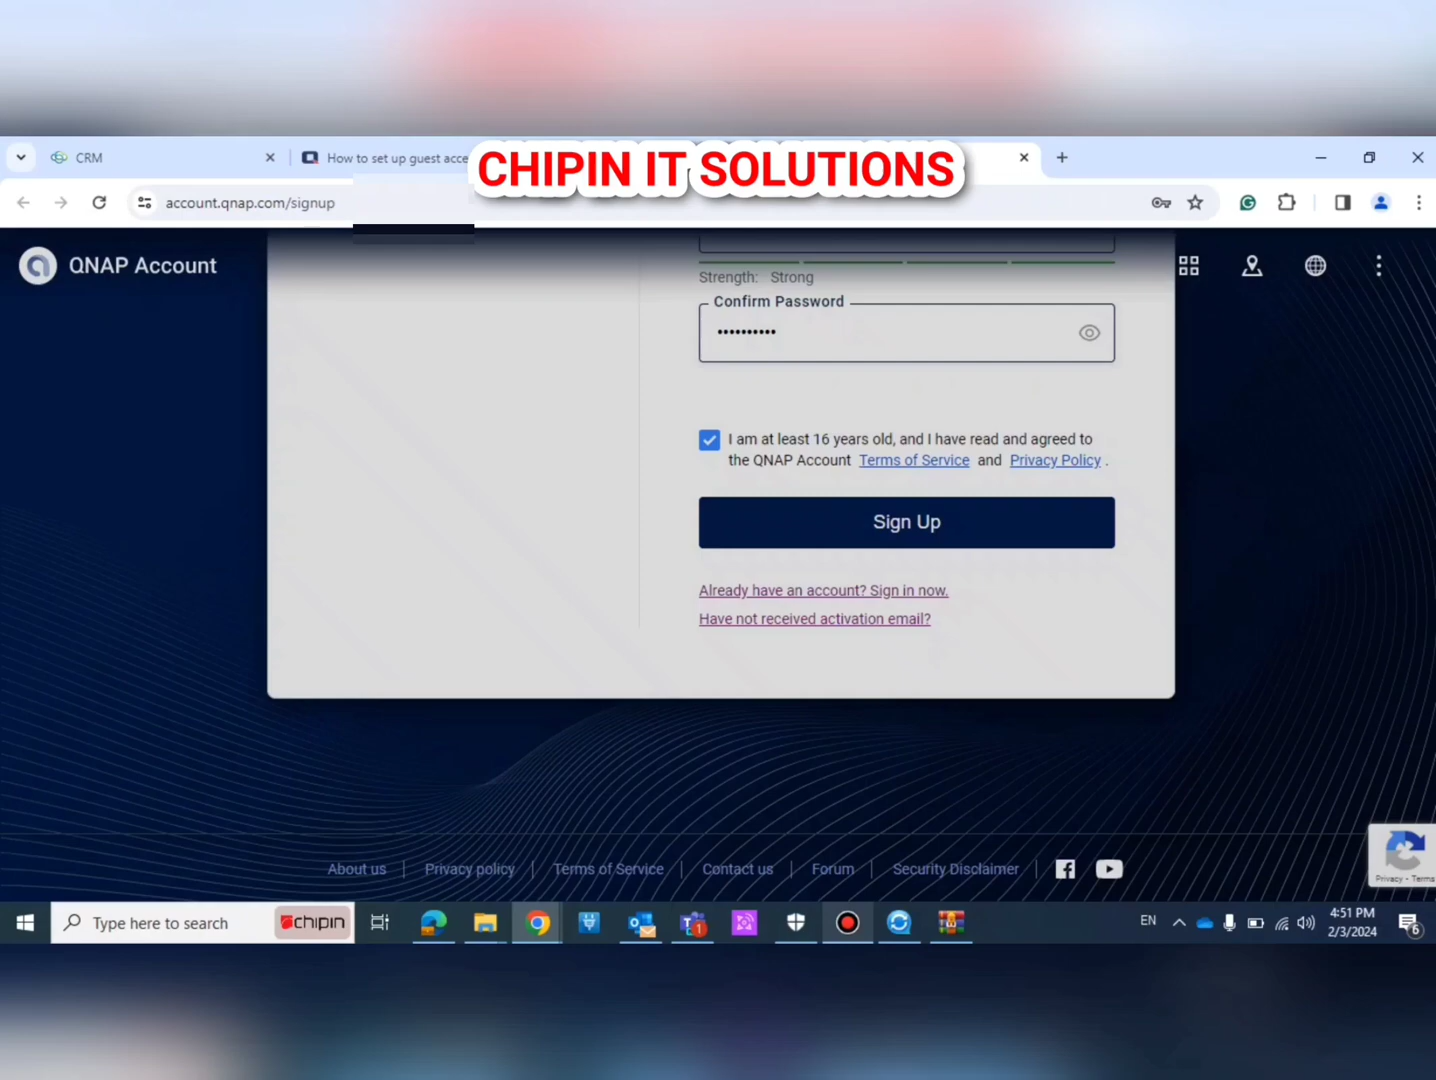 CRM
How to set up guest acce
CHIPIN IT SOLUTIONS
account.qnap.com/signup
QNAP Account
Strength: Strong
Confirm Password
••••••••••
I am at least 16 years old, and I have read and agreed to
the QNAP Account Terms of Service and Privacy Policy .
Sign Up
Already have an account? Sign in now.
Have not received activation email?
About us
Privacy policy
Terms of Service
Contact us
Forum
Security Disclaimer
Privacy - Terms
Type here to search
chipin
1
EN
4:51 PM
2/3/2024
6